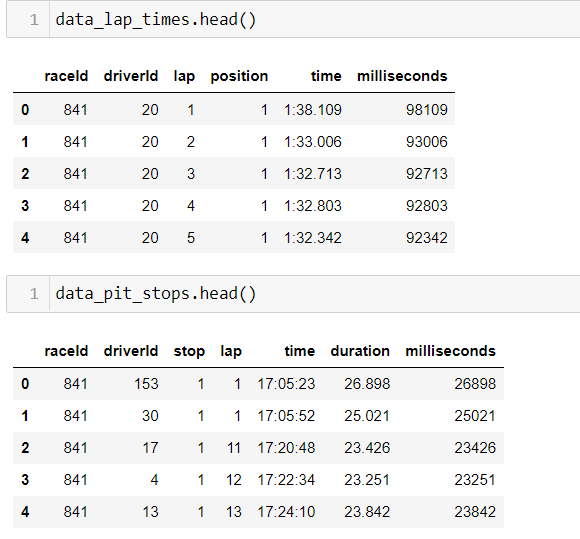 1 data_lap_times.head()
raceId driverId lap position time milliseconds
0 841 20 1 1 1:38.109 98109
1 841 20 2 1 1:33.006 93006
2 841 20 3 1 1:32.713 92713
3 841 20 4 1 1:32.803 92803
4 841 20 5 1 1:32.342 92342
1 data_pit_stops.head()
raceId driverId stop lap time duration milliseconds
0 841 153 1 1 17:05:23 26.898 26898
1 841 30 1 1 17:05:52 25.021 25021
2 841 17 1 11 17:20:48 23.426 23426
3 841 4 1 12 17:22:34 23.251 23251
4 841 13 1 13 17:24:10 23.842 23842